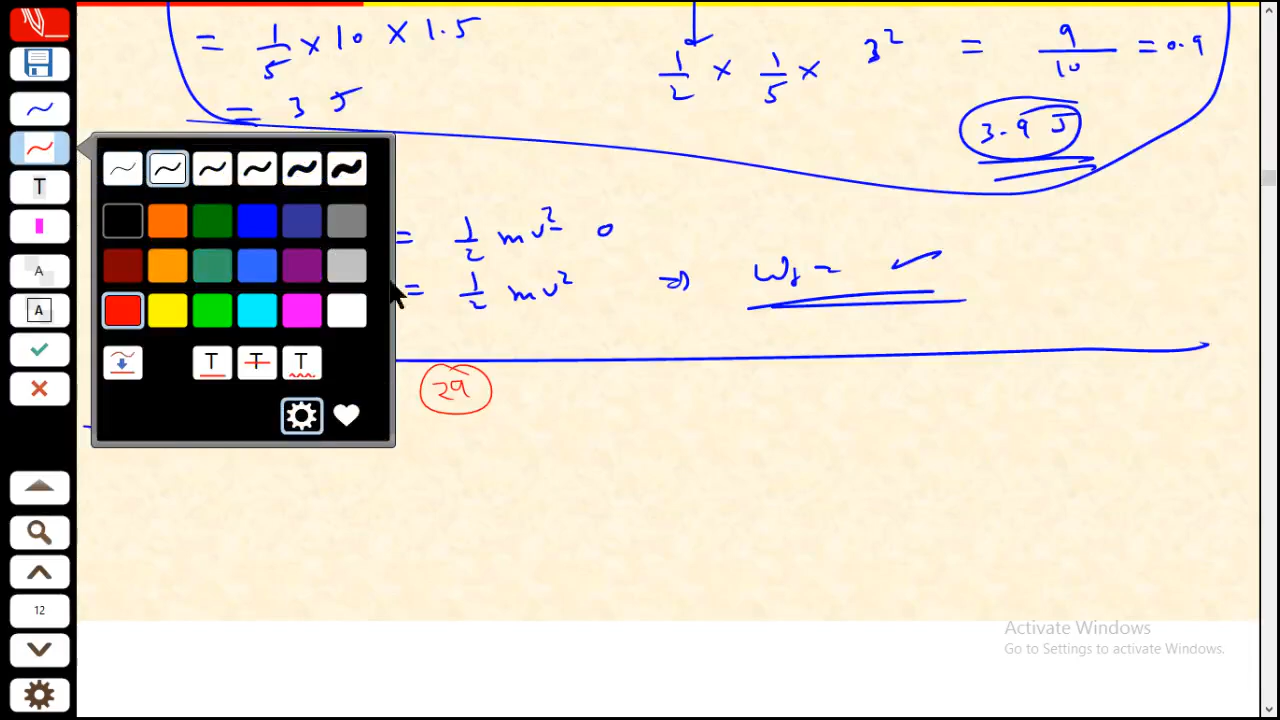 = 1/5 × 10 × 1.5
1/2 × 1/5 × 3² = 9/10 = 0.9
= 3 J
3.9 J
= 1/2 mv² 0
= 1/2 mv² ⇒ Wf =
29
T
A
A
T T T
12
Activate Windows
Go to Settings to activate Windows.